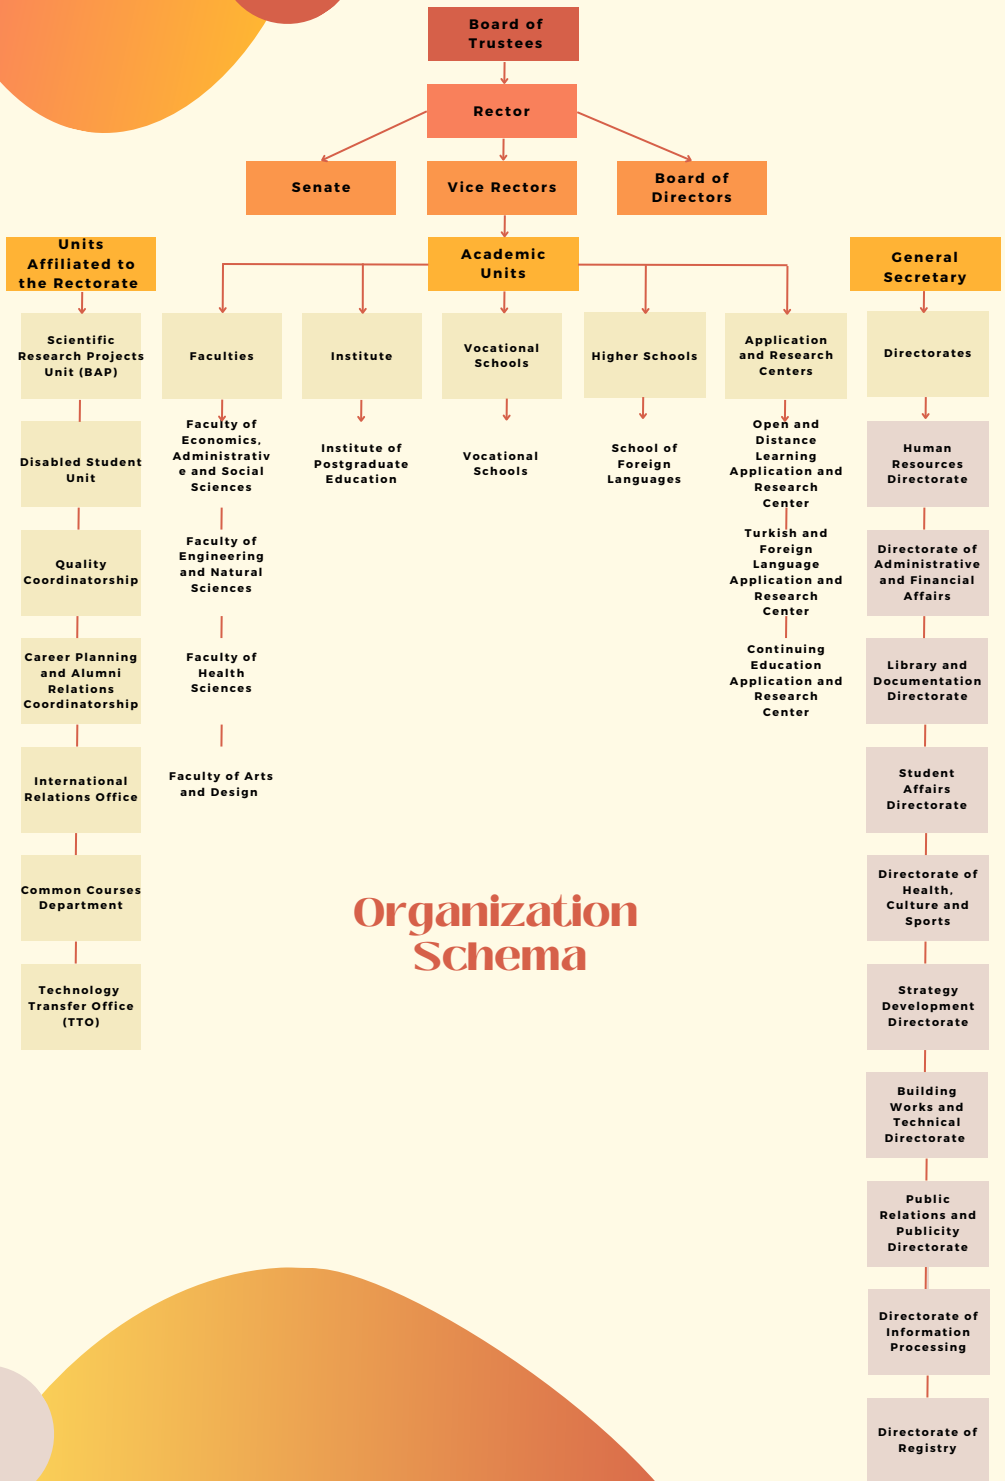 Board of
Trustees
Rector
Senate
Vice Rectors
Board of
Directors
Units
Affiliated to
the Rectorate
Academic
Units
General
Secretary
Scientific
Research Projects
Unit (BAP)
Faculties
Institute
Vocational
Schools
Higher Schools
Application
and Research
Centers
Directorates
Disabled Student
Unit
Quality
Coordinatorship
Career Planning
and Alumni
Relations
Coordinatorship
International
Relations Office
Common Courses
Department
Technology
Transfer Office
(TTO)
Faculty of
Economics,
Administrativ
e and Social
Sciences
Faculty of
Engineering
and Natural
Sciences
Faculty of
Health
Sciences
Faculty of Arts
and Design
Institute of
Postgraduate
Education
Vocational
Schools
School of
Foreign
Languages
Open and
Distance
Learning
Application and
Research
Center
Turkish and
Foreign
Language
Application and
Research
Center
Continuing
Education
Application and
Research
Center
Human
Resources
Directorate
Directorate of
Administrative
and Financial
Affairs
Library and
Documentation
Directorate
Student
Affairs
Directorate
Directorate of
Health,
Culture and
Sports
Strategy
Development
Directorate
Building
Works and
Technical
Directorate
Public
Relations and
Publicity
Directorate
Directorate of
Information
Processing
Directorate of
Registry
Organization
Schema